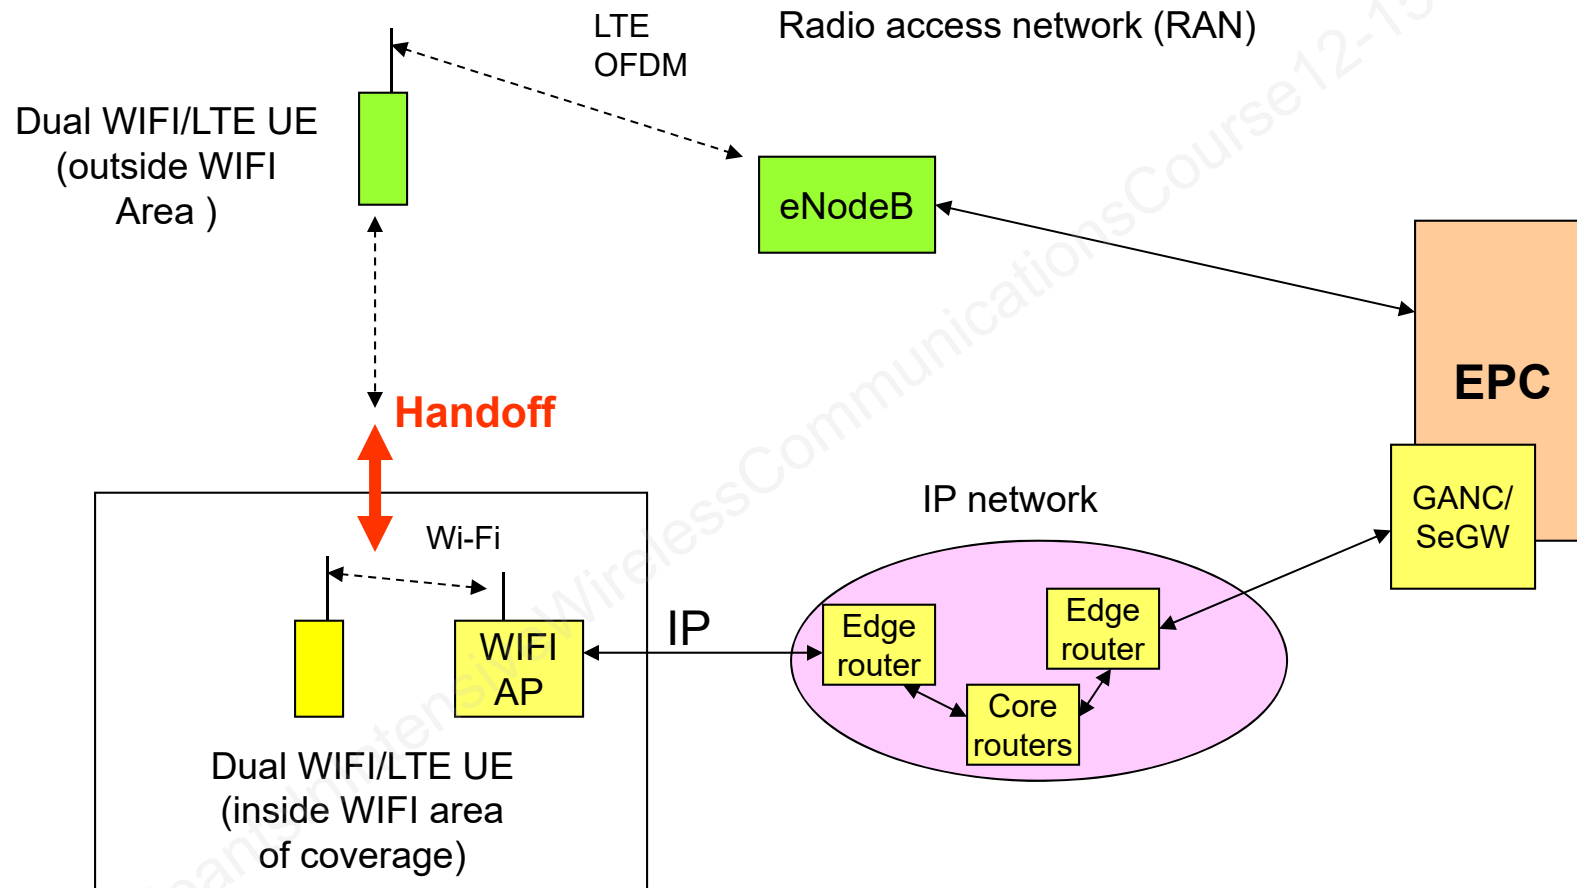 LTE
OFDM
Radio access network (RAN)
Dual WIFI/LTE UE
(outside WIFI
Area )
eNodeB
EPC
Handoff
GANC/
SeGW
IP network
Wi-Fi
Edge
router
Edge
router
IP
WIFI
AP
Core
routers
Dual WIFI/LTE UE
(inside WIFI area
of coverage)
IntensiveWirelessCommunicationsCourse12-15